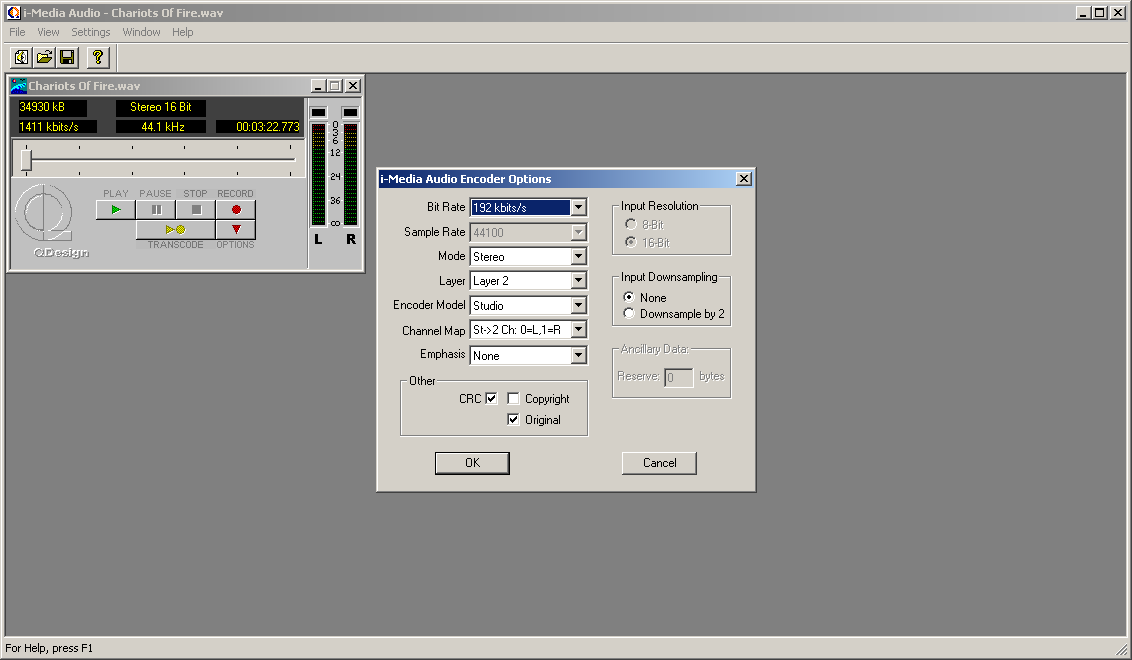 i-Media Audio - Chariots Of Fire.wav
File View Settings Window Help
Chariots Of Fire.wav
34930 kB Stereo 16 Bit
1411 kbits/s 44.1 kHz 00:03:22.773
0
3
6
12
24
36
∞
L R
PLAY PAUSE STOP RECORD
TRANSCODE OPTIONS
QDesign
i-Media Audio Encoder Options
Bit Rate 192 kbits/s
Sample Rate 44100
Mode Stereo
Layer Layer 2
Encoder Model Studio
Channel Map St->2 Ch: 0=L,1=R
Emphasis None
Other
CRC Copyright
Original
Input Resolution
8-Bit
16-Bit
Input Downsampling
None
Downsample by 2
Ancillary Data:
Reserve: 0 bytes
OK Cancel
For Help, press F1